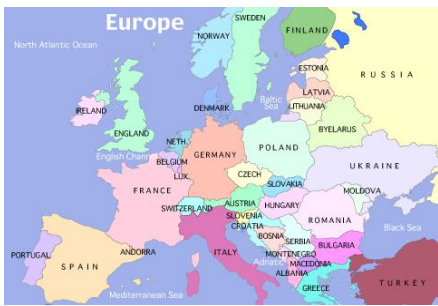 Europe
SWEDEN
FINLAND
NORWAY
North Atlantic Ocean
ESTONIA
RUSSIA
LATVIA
Baltic
Sea
LITHUANIA
DENMARK
IRELAND
BYELARUS
ENGLAND
NETH.
POLAND
English Channel
BELGIUM
GERMANY
UKRAINE
LUX.
CZECH
SLOVAKIA
FRANCE
MOLDOVA
AUSTRIA
HUNGARY
SWITZERLAND
SLOVENIA
ROMANIA
CROATIA
Black Sea
BOSNIA
SERBIA
BULGARIA
ANDORRA
ITALY
MONTENEGRO
PORTUGAL
Adriatic
MACEDONIA
SPAIN
ALBANIA
TURKEY
GREECE
Mediterranean Sea